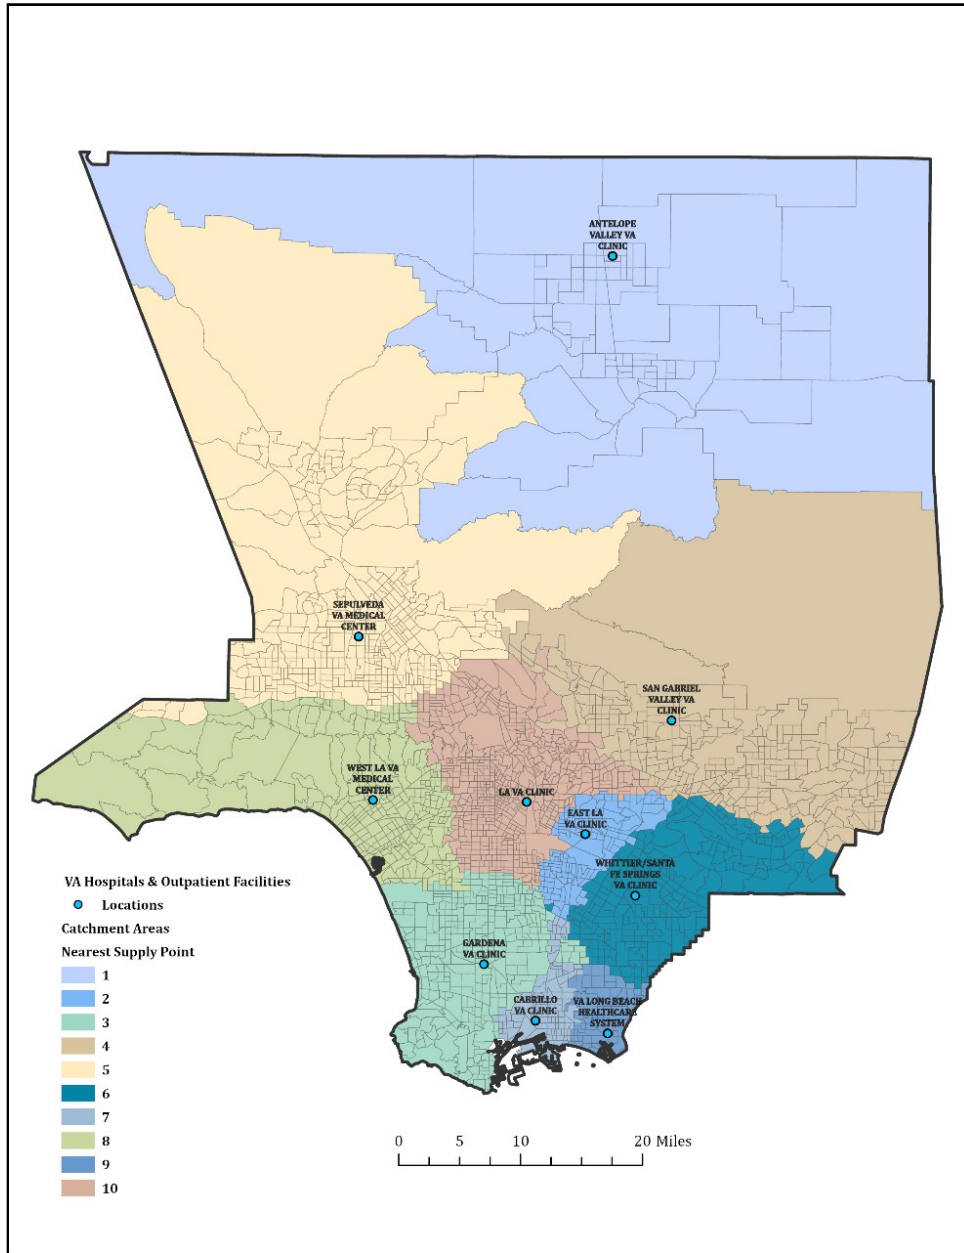 ANTELOPE
VALLEY VA
CLINIC
SEPULVEDA
VA MEDICAL
CENTER
SAN GABRIEL
VALLEY VA
CLINIC
WEST LA VA
MEDICAL
CENTER
LA VA CLINIC
EAST LA
VA CLINIC
WHITTIER/SANTA
FE SPRINGS
VA CLINIC
GARDENA
VA CLINIC
CABRILLO
VA CLINIC
VA LONG BEACH
HEALTHCARE
SYSTEM
VA Hospitals & Outpatient Facilities
Locations
Catchment Areas
Nearest Supply Point
1
2
3
4
5
6
7
8
9
10
0 5 10 20 Miles